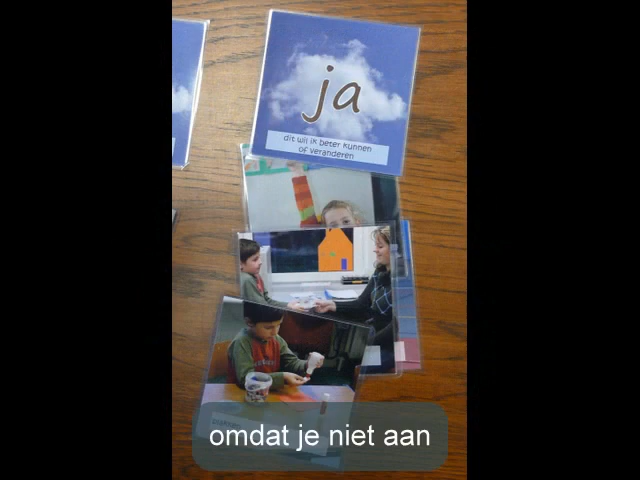 ja
dit wil ik beter kunnen
of veranderen
omdat je niet aan